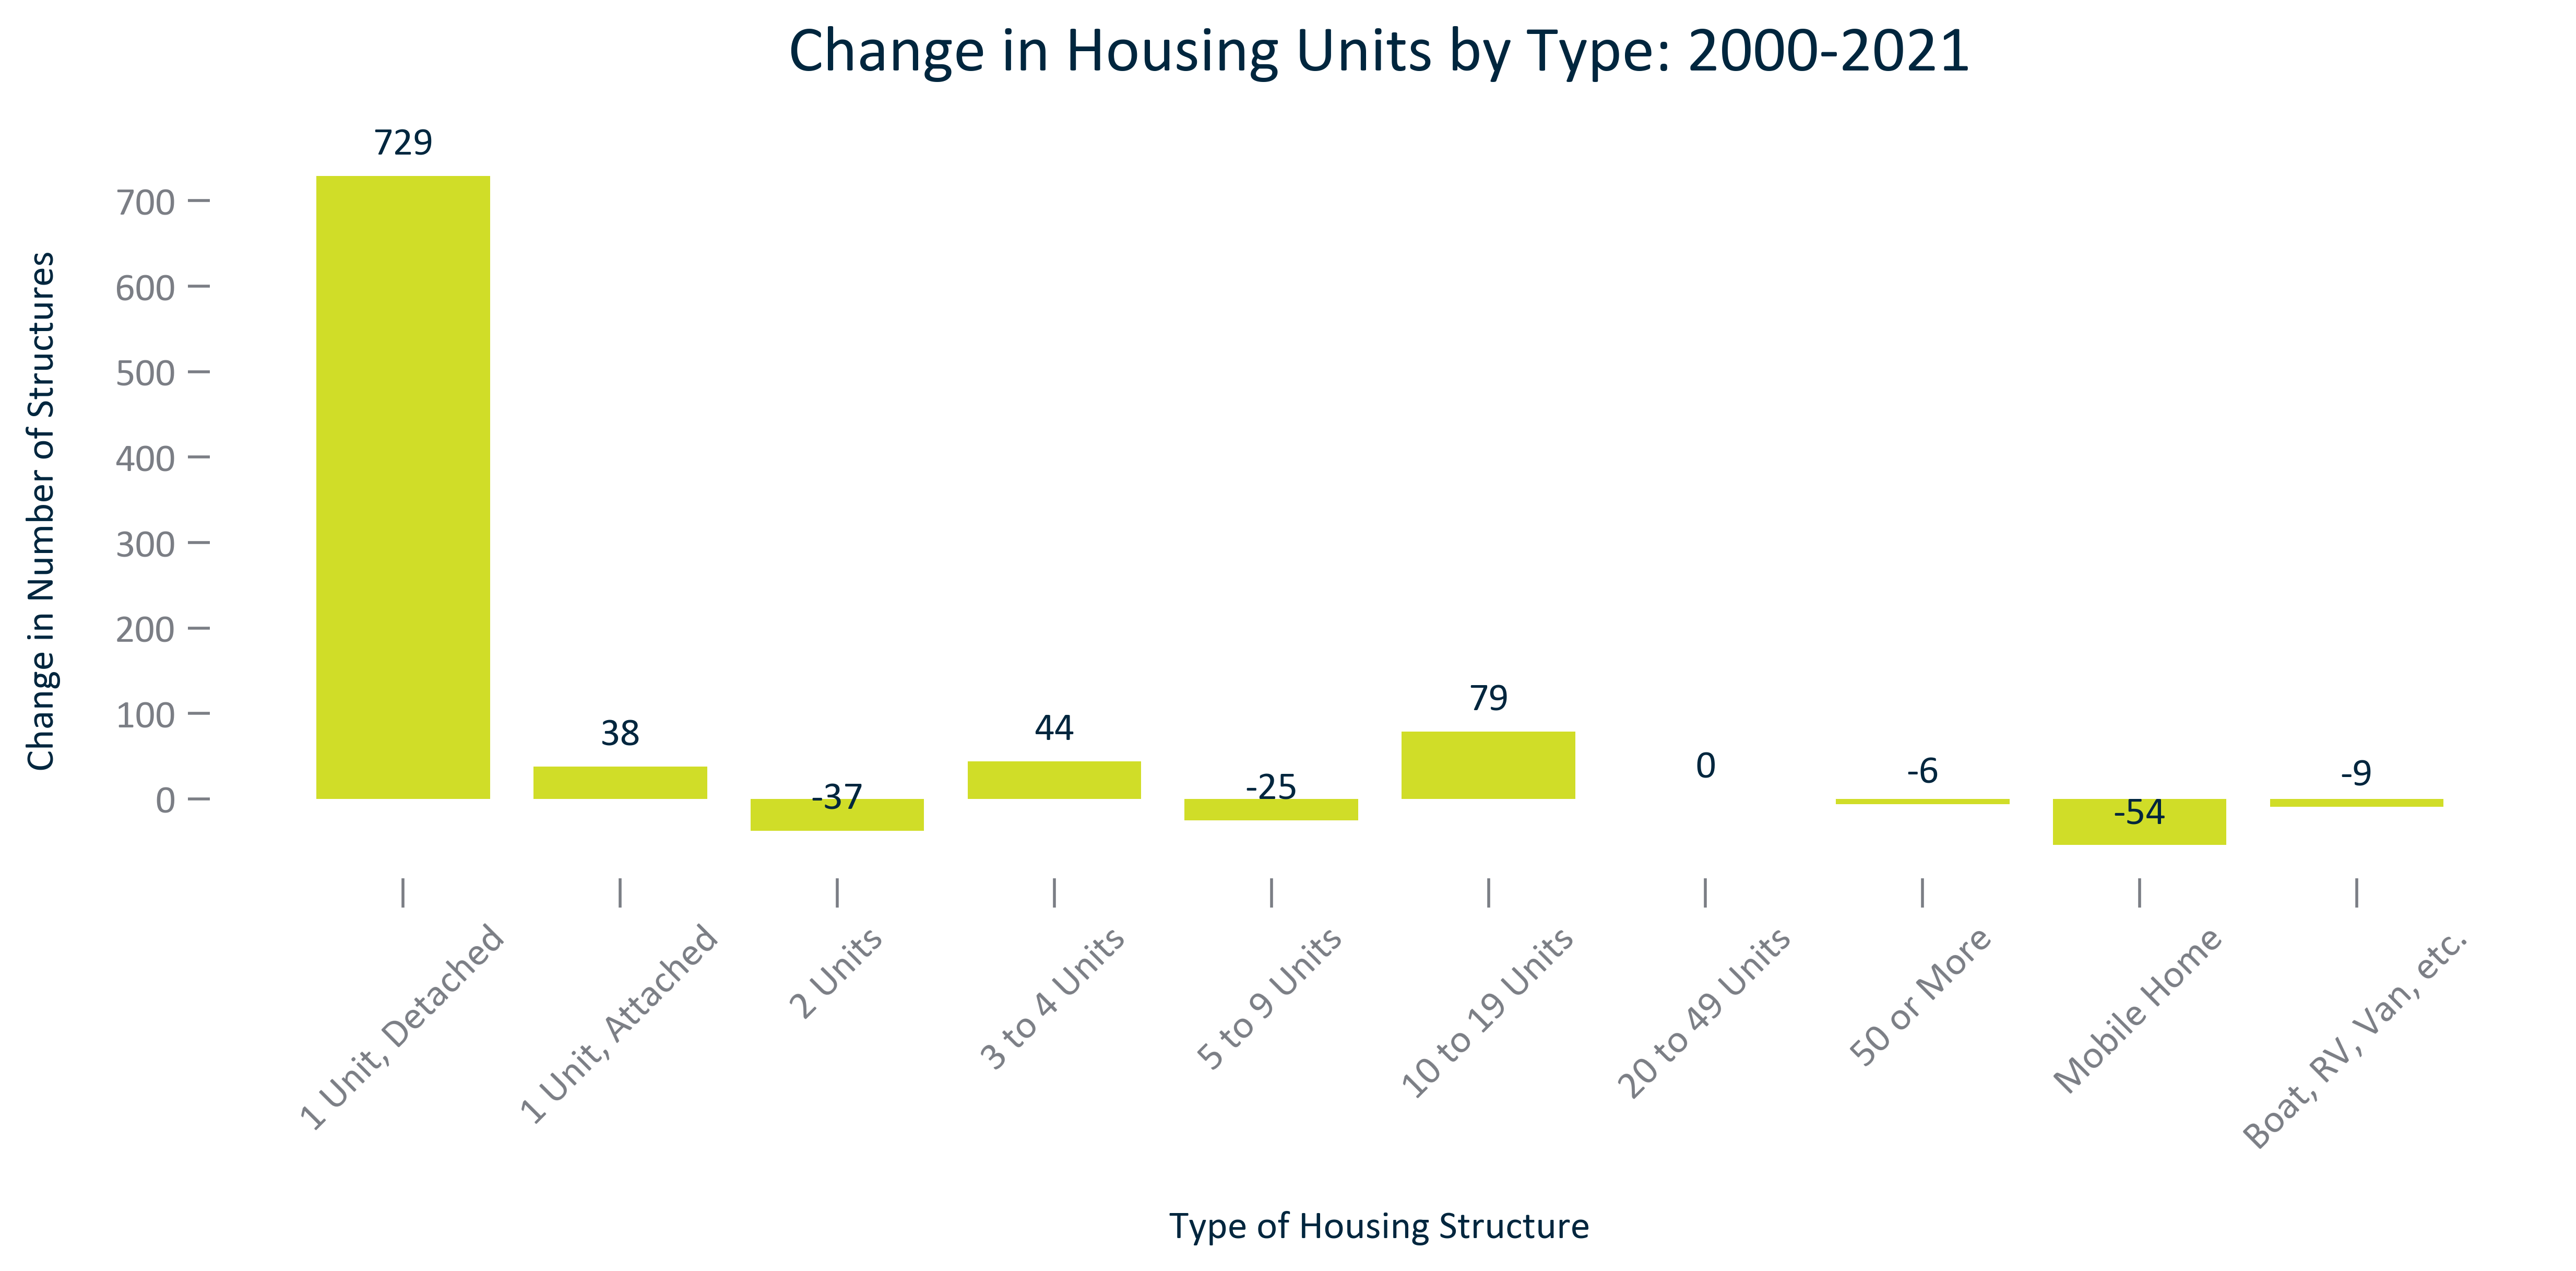 Change in Housing Units by Type: 2000-2021
Change in Number of Structures
700
600
500
400
300
200
100
0
729
38
-37
44
-25
79
0
-6
-54
-9
1 Unit, Detached
1 Unit, Attached
2 Units
3 to 4 Units
5 to 9 Units
10 to 19 Units
20 to 49 Units
50 or More
Mobile Home
Boat, RV, Van, etc.
Type of Housing Structure